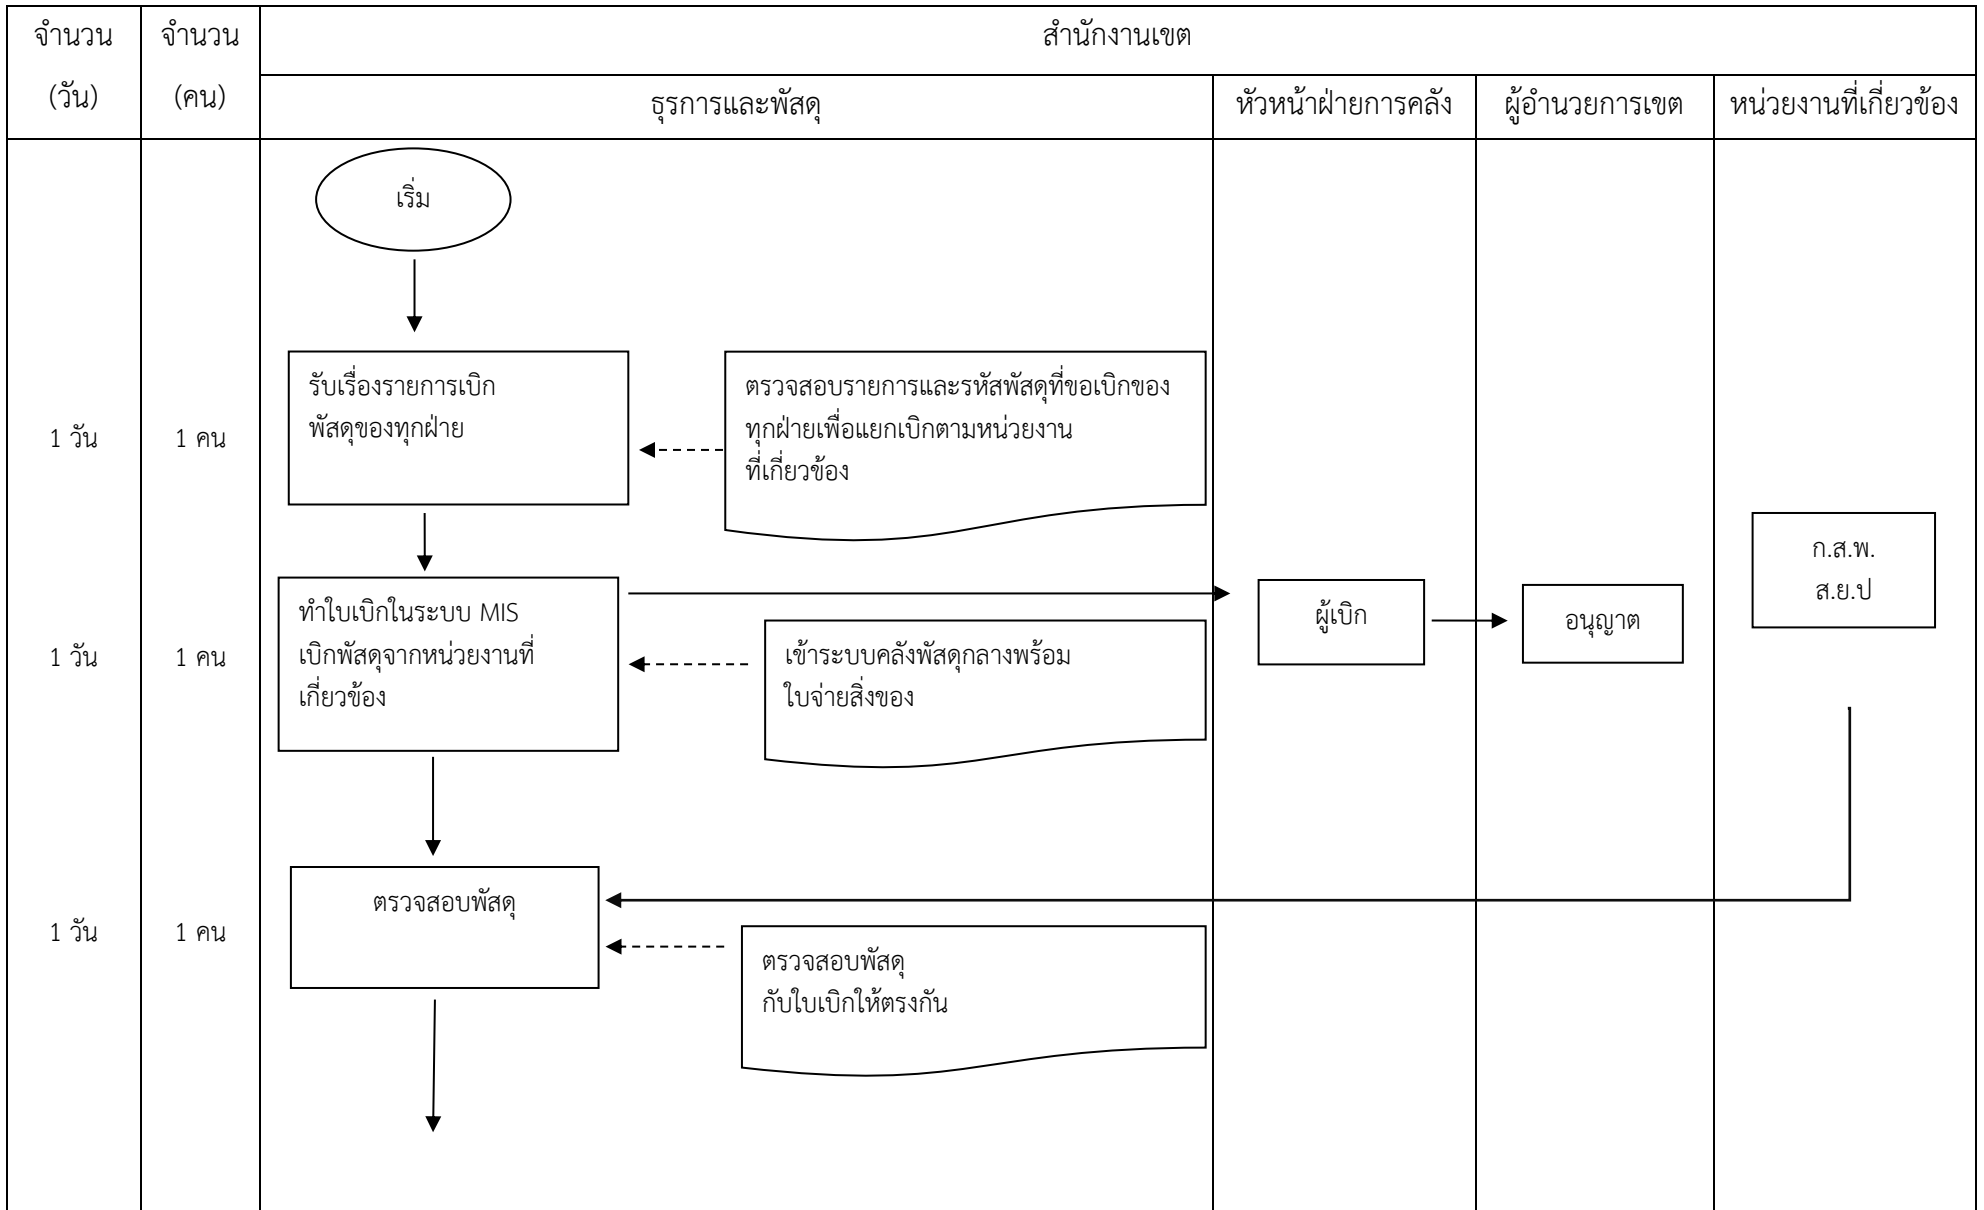 จำนวน
(วัน)
จำนวน
(คน)
สำนักงานเขต
ธุรการและพัสดุ
หัวหน้าฝ่ายการคลัง
ผู้อำนวยการเขต
หน่วยงานที่เกี่ยวข้อง
เริ่ม
1 วัน
1 คน
รับเรื่องรายการเบิก
พัสดุของทุกฝ่าย
ตรวจสอบรายการและรหัสพัสดุที่ขอเบิกของ
ทุกฝ่ายเพื่อแยกเบิกตามหน่วยงาน
ที่เกี่ยวข้อง
1 วัน
1 คน
ทำใบเบิกในระบบ MIS
เบิกพัสดุจากหน่วยงานที่
เกี่ยวข้อง
เข้าระบบคลังพัสดุกลางพร้อม
ใบจ่ายสิ่งของ
ผู้เบิก
อนุญาต
ก.ส.พ.
ส.ย.ป
1 วัน
1 คน
ตรวจสอบพัสดุ
ตรวจสอบพัสดุ
กับใบเบิกให้ตรงกัน